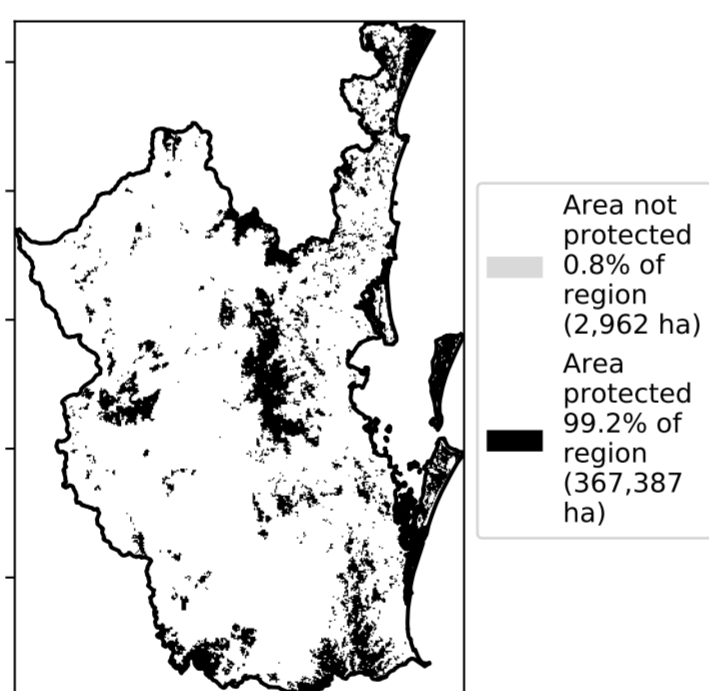 Area not
protected
0.8% of
region
(2,962 ha)
Area
protected
99.2% of
region
(367,387
ha)